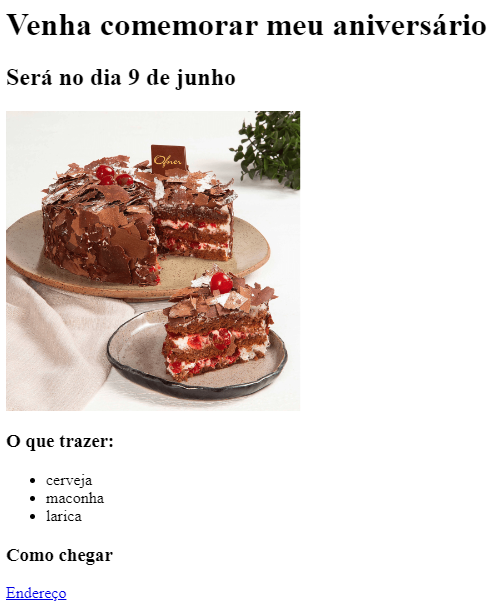 Venha comemorar meu aniversário
Será no dia 9 de junho
Ofner
O que trazer:
cerveja
maconha
larica
Como chegar
Endereço